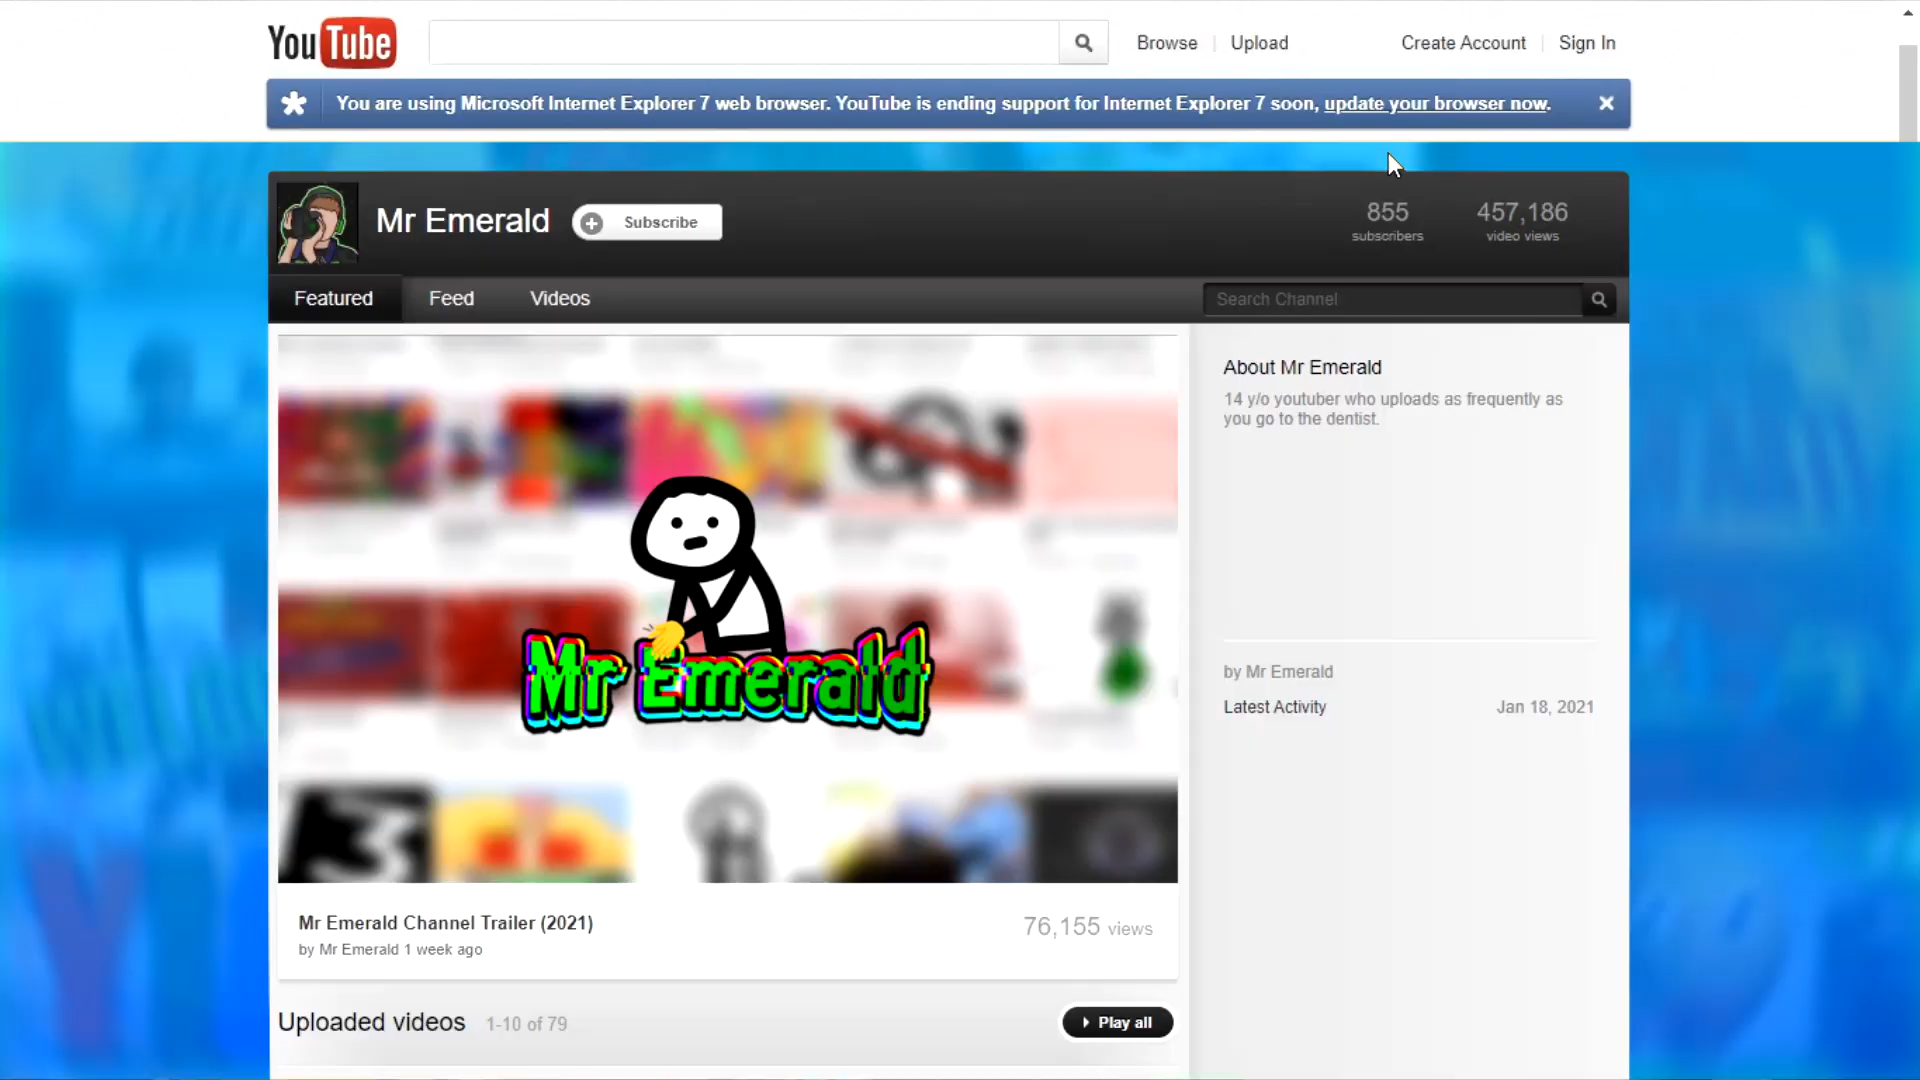 YouTube
Browse
Upload
Create Account
Sign In
You are using Microsoft Internet Explorer 7 web browser. YouTube is ending support for Internet Explorer 7 soon, update your browser now.
Mr Emerald
Subscribe
855
subscribers
457,186
video views
Featured
Feed
Videos
Search Channel
Mr Emerald
Mr Emerald Channel Trailer (2021)
by Mr Emerald 1 week ago
76,155 views
Uploaded videos 1-10 of 79
Play all
About Mr Emerald
14 y/o youtuber who uploads as frequently as
you go to the dentist.
by Mr Emerald
Latest Activity
Jan 18, 2021